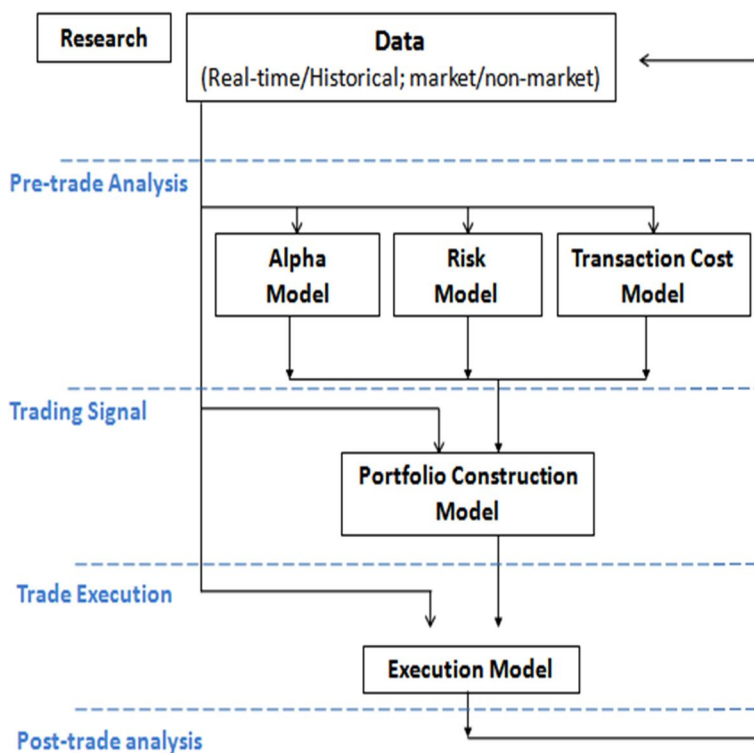 Research
Data
(Real-time/Historical; market/non-market)
Pre-trade Analysis
Alpha
Model
Risk
Model
Transaction Cost
Model
Trading Signal
Portfolio Construction
Model
Trade Execution
Execution Model
Post-trade analysis